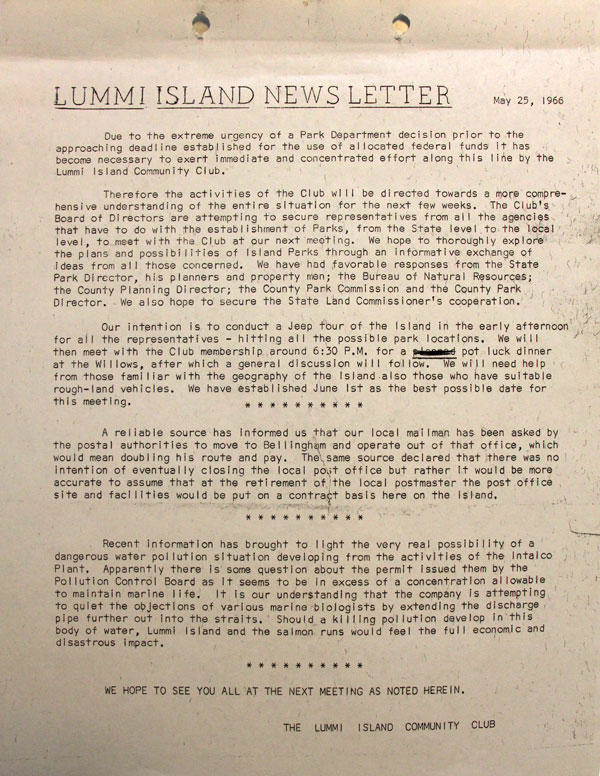 LUMMI ISLAND NEWS LETTER
May 25, 1966
Due to the extreme urgency of a Park Department decision prior to the
approaching deadline established for the use of allocated federal funds it has
become necessary to exert immediate and concentrated effort along this line by the
Lummi Island Community Club.
Therefore the activities of the Club will be directed towards a more compre-
hensive understanding of the entire situation for the next few weeks. The Club's
Board of Directors are attempting to secure representatives from all the agencies
that have to do with the establishment of Parks, from the State level to the local
level, to meet with the Club at our next meeting. We hope to thoroughly explore
the plans and possibilities of Island Parks through an informative exchange of
ideas from all those concerned. We have had favorable responses from the State
Park Director, his planners and property men; the Bureau of Natural Resources;
the County Planning Director; the County Park Commission and the County Park
Director. We also hope to secure the State Land Commissioner's cooperation.
Our intention is to conduct a Jeep tour of the Island in the early afternoon
for all the representatives - hitting all the possible park locations. We will
then meet with the Club membership around 6:30 P.M. for a pot luck dinner
at the Willows, after which a general discussion will follow. We will need help
from those familiar with the geography of the Island also those who have suitable
rough-land vehicles. We have established June 1st as the best possible date for
this meeting.
* * * * * * * * * *
A reliable source has informed us that our local mailman has been asked by
the postal authorities to move to Bellingham and operate out of that office, which
would mean doubling his route and pay. The same source declared that there was no
intention of eventually closing the local post office but rather it would be more
accurate to assume that at the retirement of the local postmaster the post office
site and facilities would be put on a contract basis here on the Island.
* * * * * * * * * *
Recent information has brought to light the very real possibility of a
dangerous water pollution situation developing from the activities of the Intalco
Plant. Apparently there is some question about the permit issued them by the
Pollution Control Board as it seems to be in excess of a concentration allowable
to maintain marine life. It is our understanding that the company is attempting
to quiet the objections of various marine biologists by extending the discharge
pipe further out into the straits. Should a killing pollution develop in this
body of water, Lummi Island and the salmon runs would feel the full economic and
disastrous impact.
* * * * * * * * * *
WE HOPE TO SEE YOU ALL AT THE NEXT MEETING AS NOTED HEREIN.
THE LUMMI ISLAND COMMUNITY CLUB